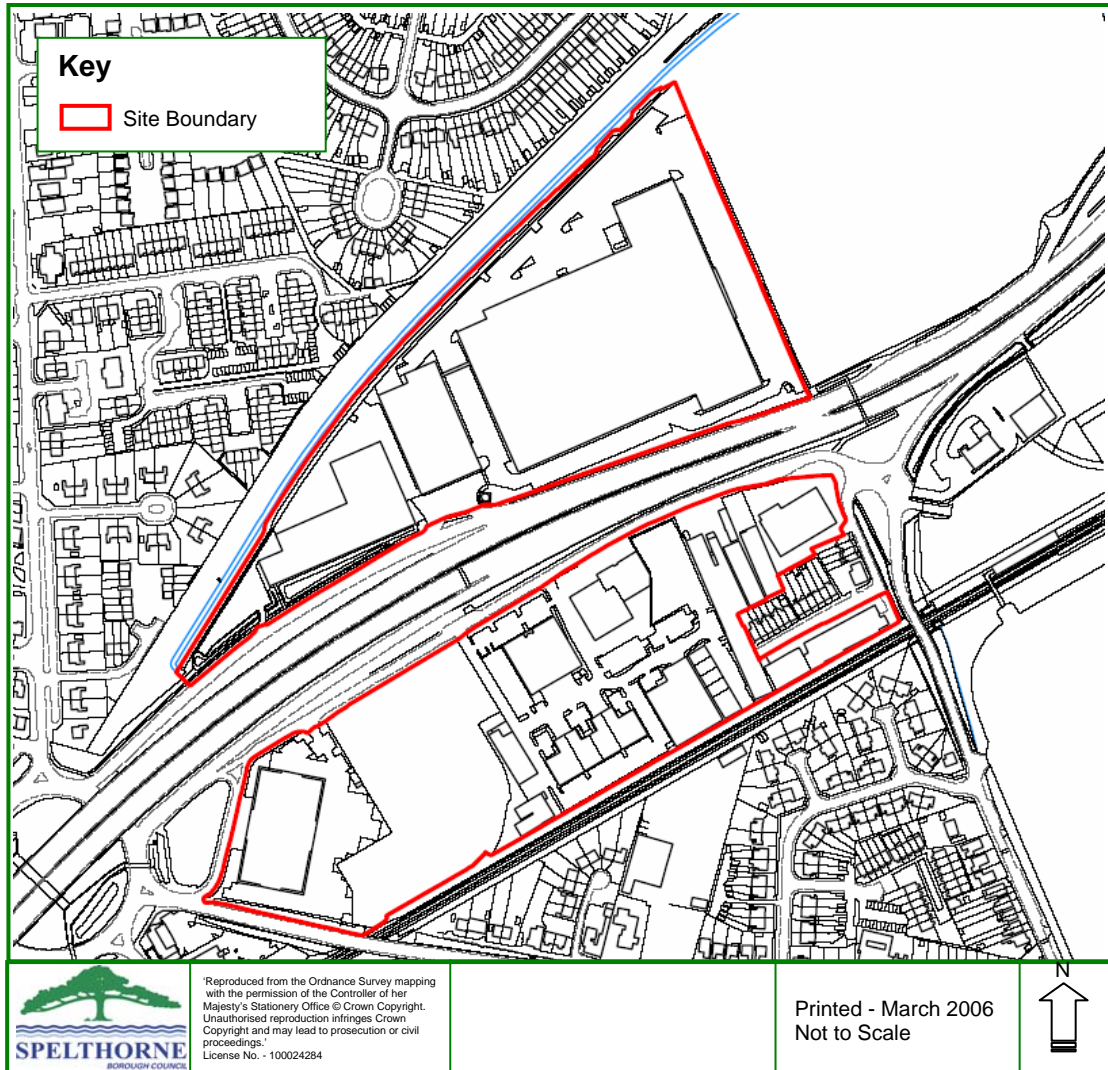 Key
Site Boundary
SPELTHORNE
BOROUGH COUNCIL
'Reproduced from the Ordnance Survey mapping
with the permission of the Controller of her
Majesty's Stationery Office © Crown Copyright.
Unauthorised reproduction infringes Crown
Copyright and may lead to prosecution or civil
proceedings.'
License No. - 100024284
Printed - March 2006
Not to Scale
N